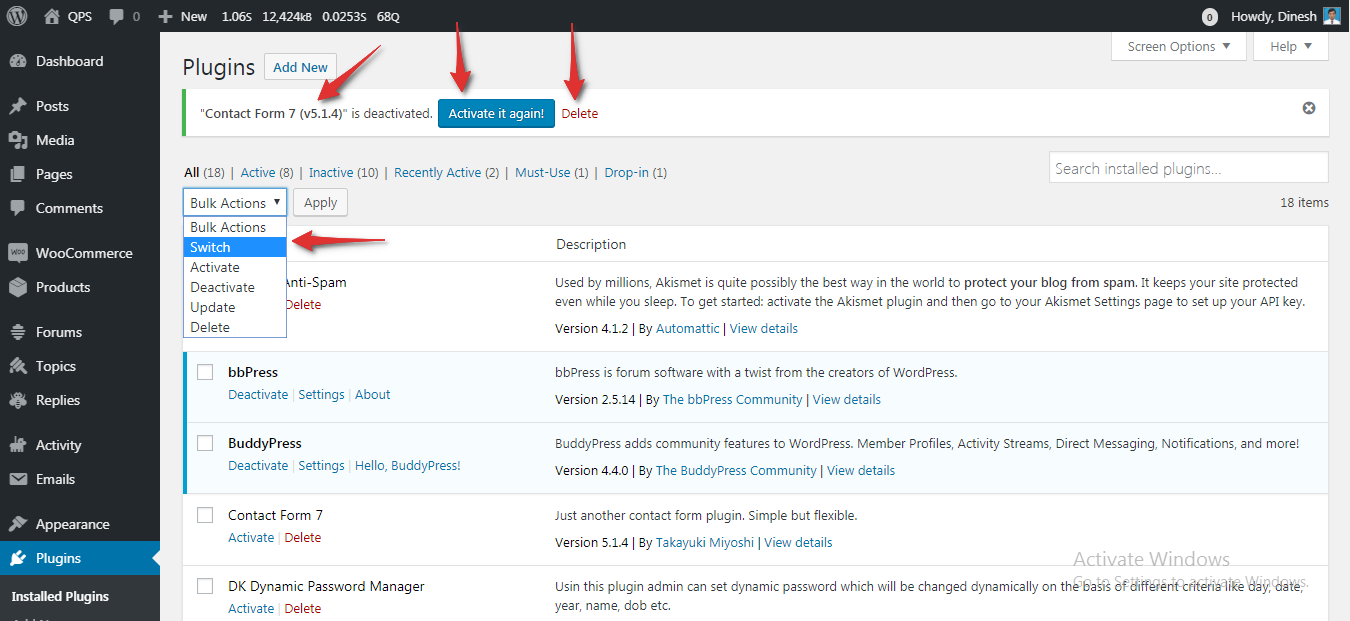 QPS 0 + New 1.06S 12,424kB 0.0253S 68Q 0 Howdy, Dinesh
Dashboard
Posts
Media
Pages
Comments
WOO WooCommerce
Products
Forums
Topics
Replies
Activity
Emails
Appearance
Plugins
Installed Plugins
Screen Options ▼ Help ▼
Plugins Add New
"Contact Form 7 (v5.1.4)" is deactivated. Activate it again! Delete
All (18) | Active (8) | Inactive (10) | Recently Active (2) | Must-Use (1) | Drop-in (1)
Search installed plugins...
Bulk Actions ▼ Apply 18 items
Bulk Actions
Switch
Activate
Deactivate
Update
Delete
Description
Anti-Spam
Delete
Used by millions, Akismet is quite possibly the best way in the world to protect your blog from spam. It keeps your site protected
even while you sleep. To get started: activate the Akismet plugin and then go to your Akismet Settings page to set up your API key.
Version 4.1.2 | By Automattic | View details
bbPress
Deactivate | Settings | About
bbPress is forum software with a twist from the creators of WordPress.
Version 2.5.14 | By The bbPress Community | View details
BuddyPress
Deactivate | Settings | Hello, BuddyPress!
BuddyPress adds community features to WordPress. Member Profiles, Activity Streams, Direct Messaging, Notifications, and more!
Version 4.4.0 | By The BuddyPress Community | View details
Contact Form 7
Activate | Delete
Just another contact form plugin. Simple but flexible.
Version 5.1.4 | By Takayuki Miyoshi | View details
DK Dynamic Password Manager
Activate | Delete
Usin this plugin admin can set dynamic password which will be changed dynamically on the basis of different criteria like day, date,
year, name, dob etc.
Activate Windows
Go to Settings to activate Windows.